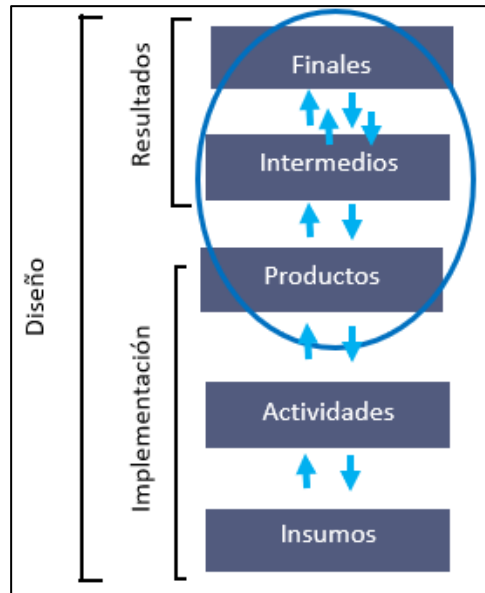 Diseño
Resultados
Implementación
Finales
Intermedios
Productos
Actividades
Insumos